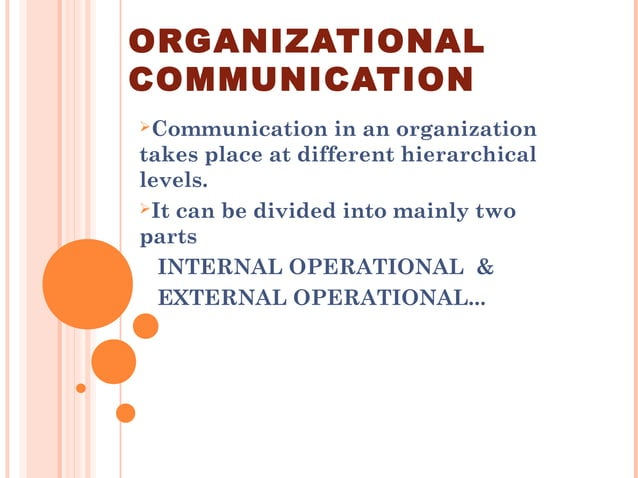 ORGANIZATIONAL
COMMUNICATION
➢Communication in an organization
takes place at different hierarchical
levels.
➢It can be divided into mainly two
parts
INTERNAL OPERATIONAL &
EXTERNAL OPERATIONAL...